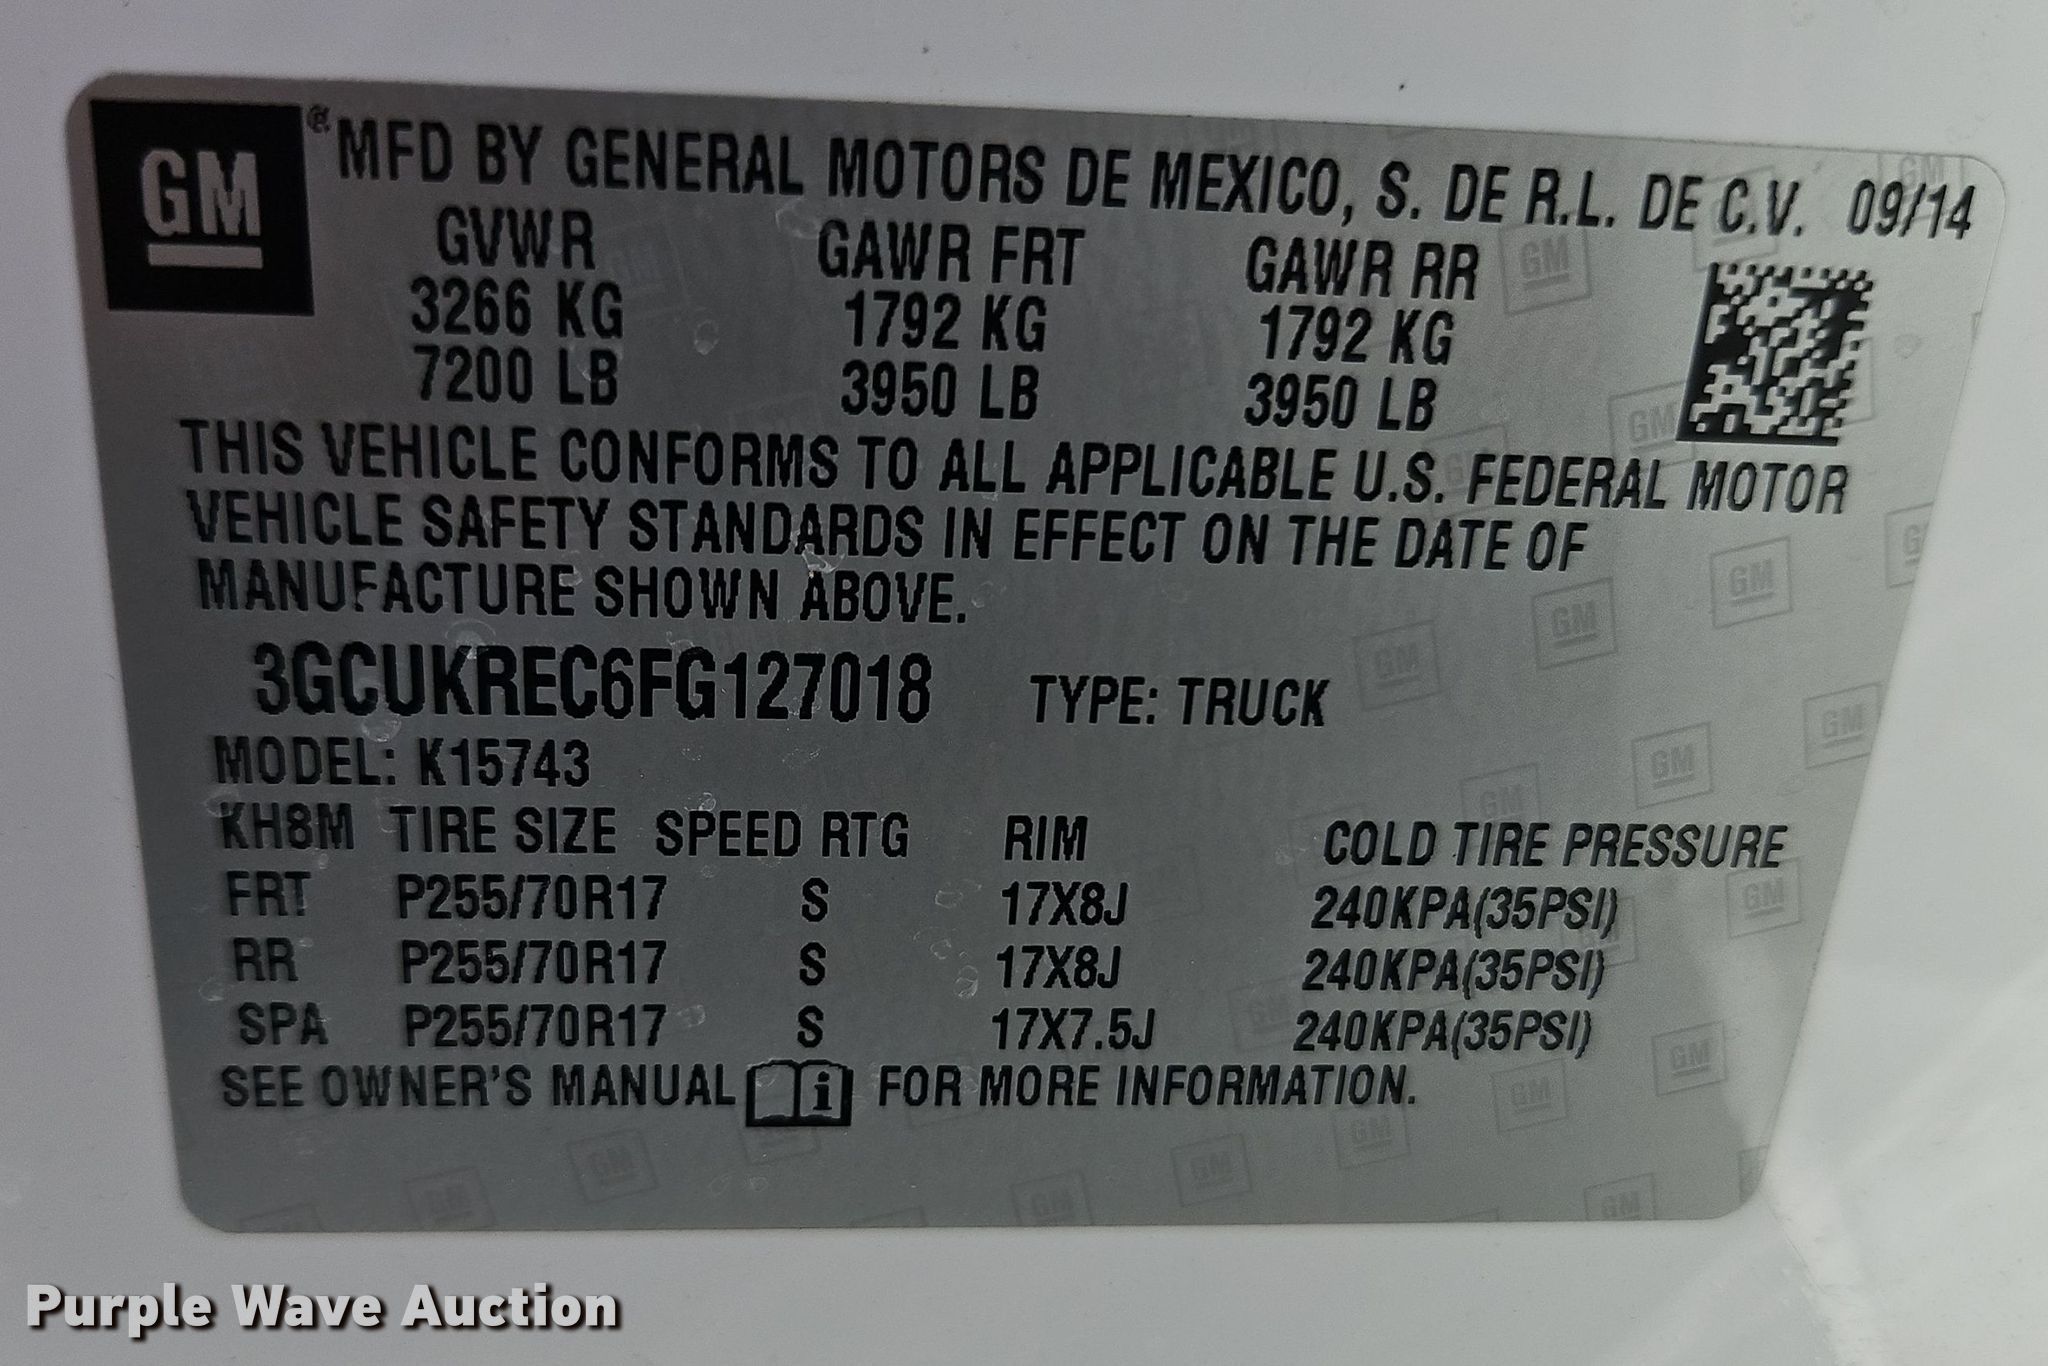 GM ® MFD BY GENERAL MOTORS DE MEXICO, S. DE R.L. DE C.V. 09/14
GVWR GAWR FRT GAWR RR
3266 KG 1792 KG 1792 KG
7200 LB 3950 LB 3950 LB
THIS VEHICLE CONFORMS TO ALL APPLICABLE U.S. FEDERAL MOTOR
VEHICLE SAFETY STANDARDS IN EFFECT ON THE DATE OF
MANUFACTURE SHOWN ABOVE.
3GCUKREC6FG127018 TYPE: TRUCK
MODEL: K15743
KH8M TIRE SIZE SPEED RTG RIM COLD TIRE PRESSURE
FRT P255/70R17 S 17X8J 240KPA(35PSI)
RR P255/70R17 S 17X8J 240KPA(35PSI)
SPA P255/70R17 S 17X7.5J 240KPA(35PSI)
SEE OWNER'S MANUAL i FOR MORE INFORMATION.
Purple Wave Auction